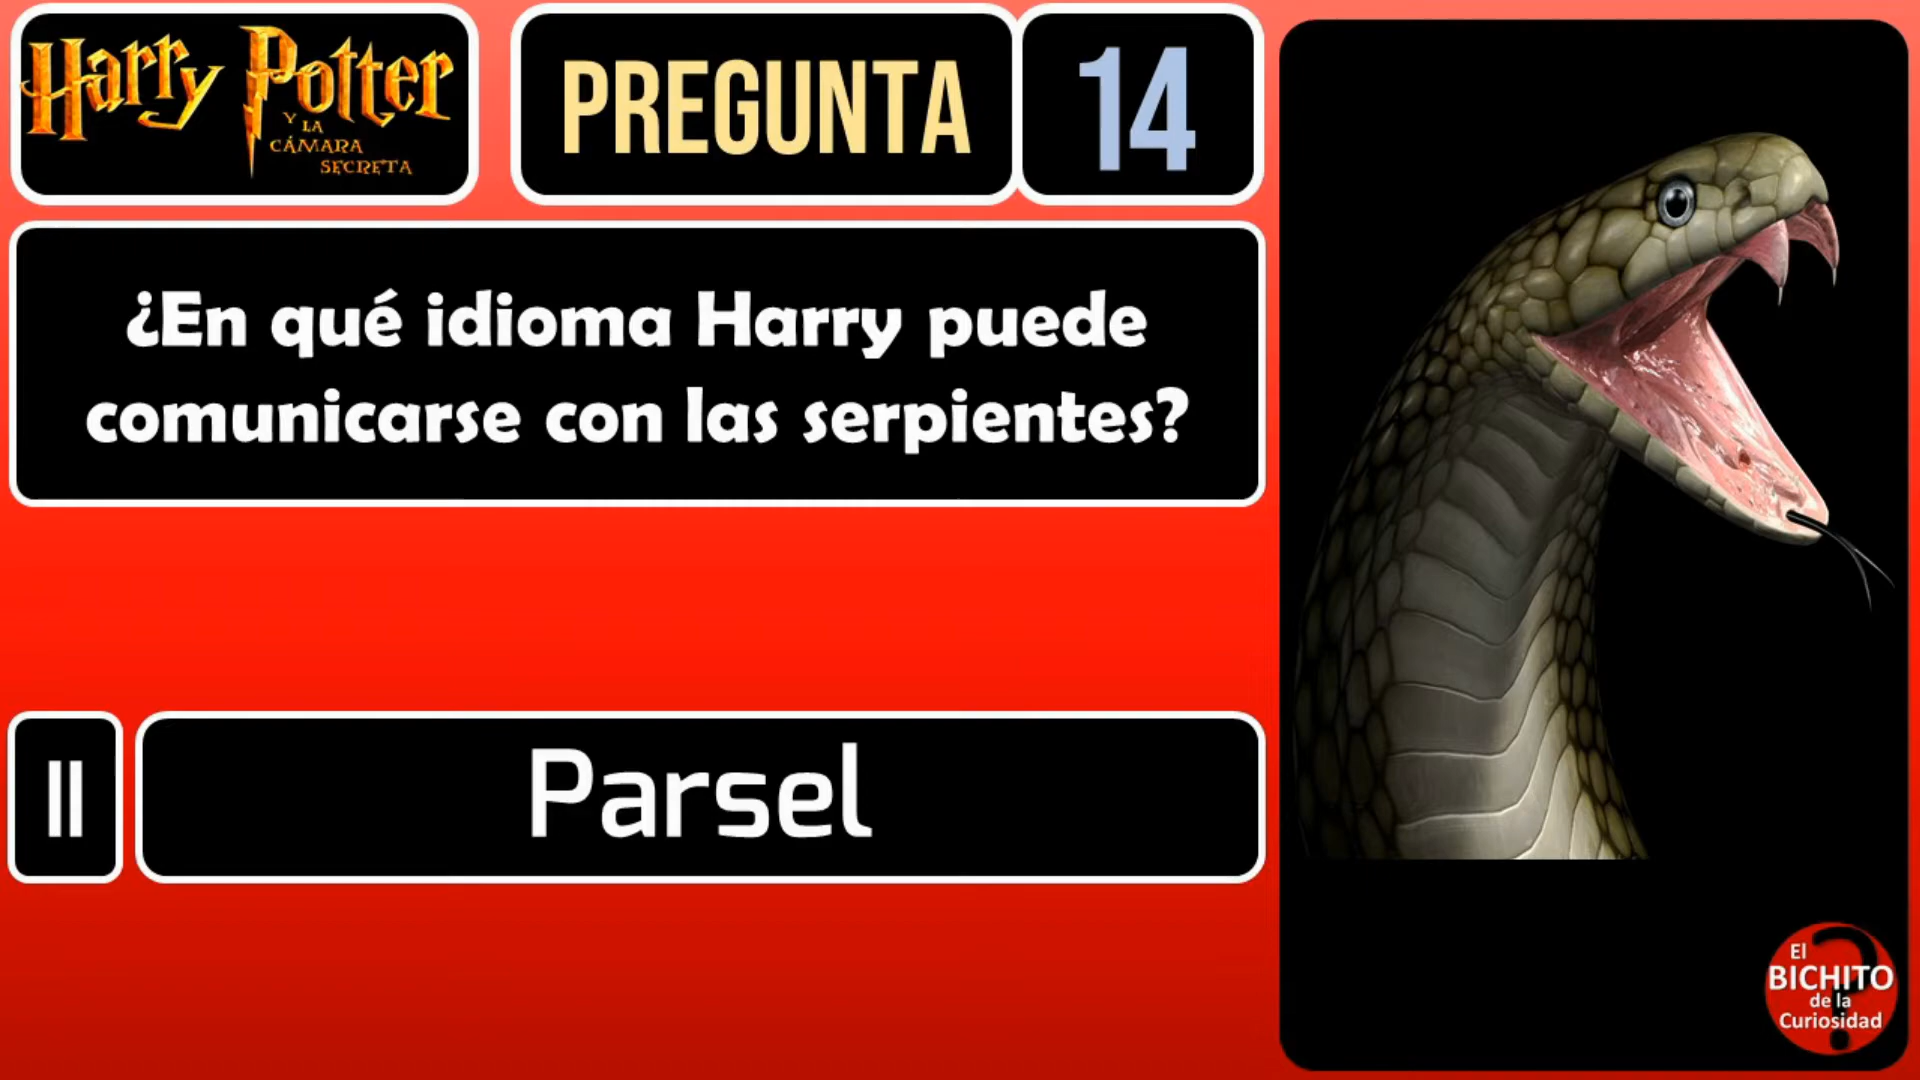 Harry Potter
Y LA
CÁMARA
SECRETA
PREGUNTA
14
¿En qué idioma Harry puede
comunicarse con las serpientes?
II
Parsel
El
BICHITO
de la
Curiosidad
?